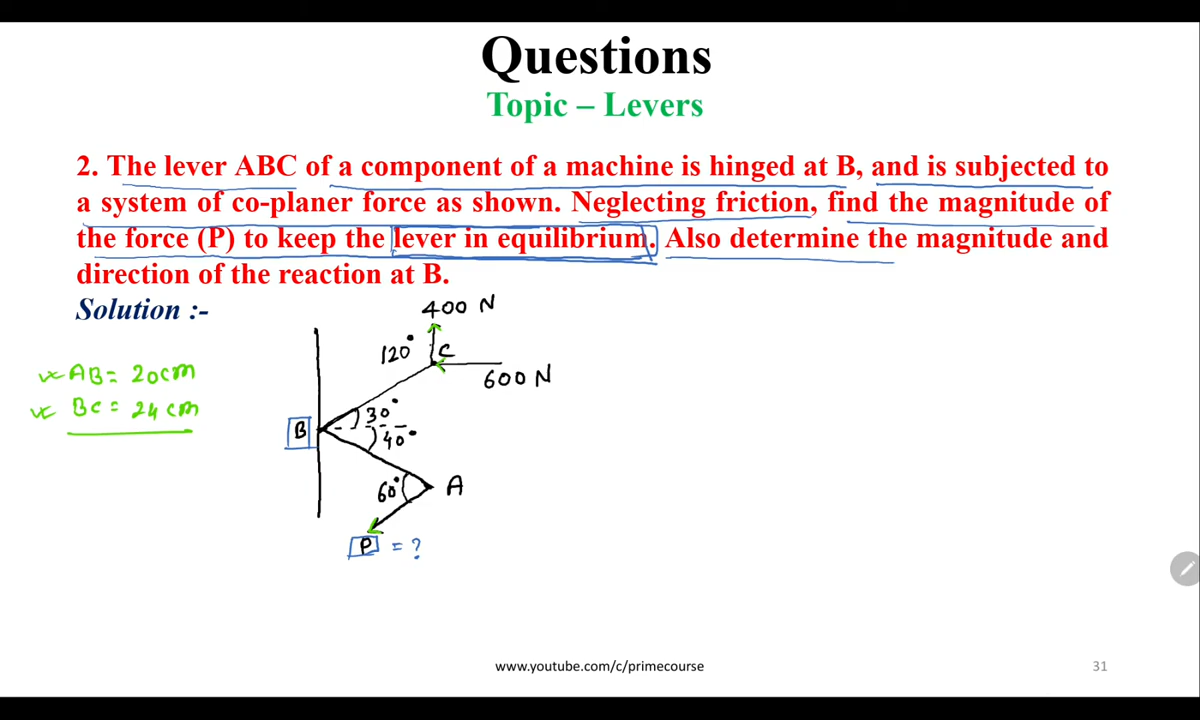 Questions
Topic – Levers
2. The lever ABC of a component of a machine is hinged at B, and is subjected to
a system of co-planer force as shown. Neglecting friction, find the magnitude of
the force (P) to keep the lever in equilibrium. Also determine the magnitude and
direction of the reaction at B.
Solution :-
400 N
120°
C
600 N
AB = 20cm
BC = 24 cm
B
30°
40°
60°
A
P = ?
www.youtube.com/c/primecourse
31